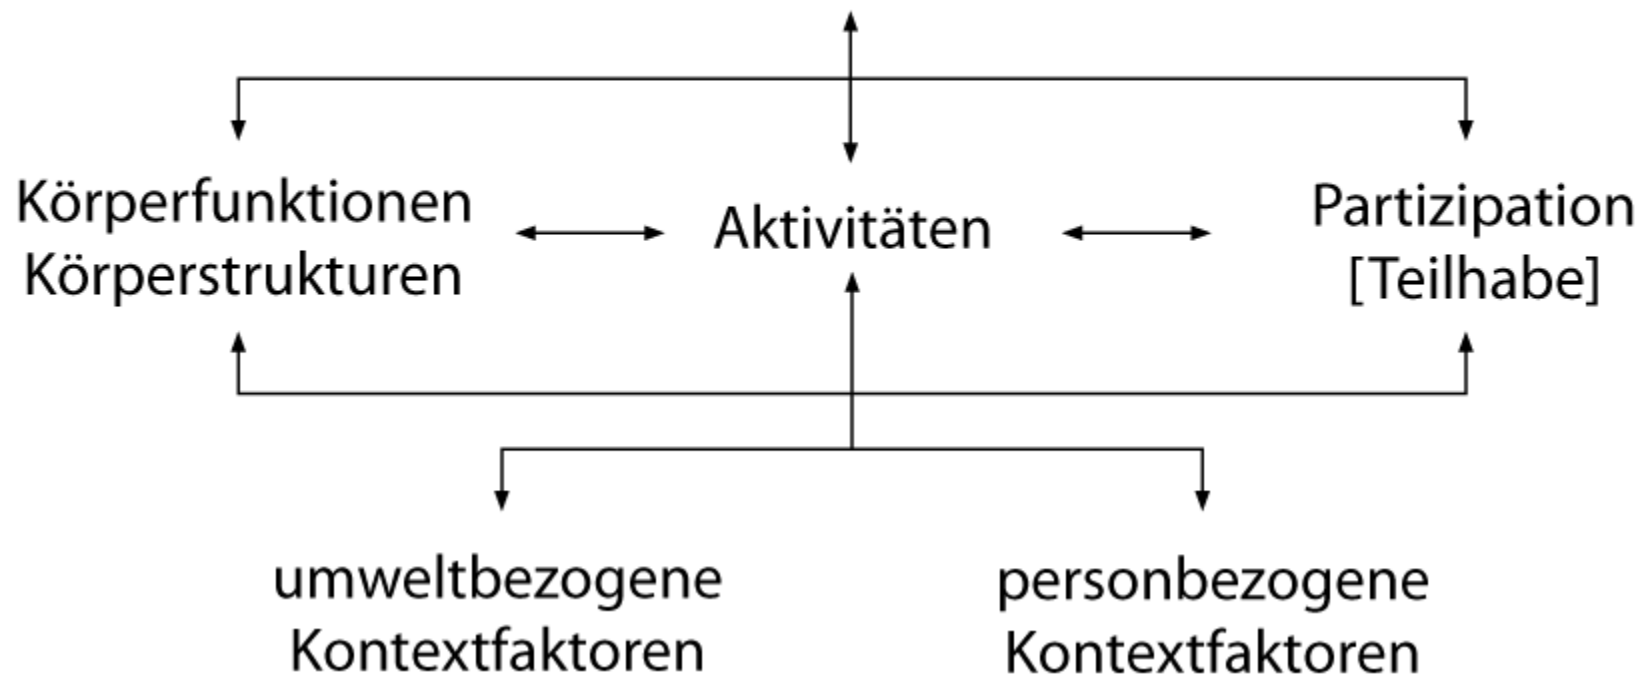 Körperfunktionen
Körperstrukturen
Aktivitäten
Partizipation
[Teilhabe]
umweltbezogene
Kontextfaktoren
personbezogene
Kontextfaktoren